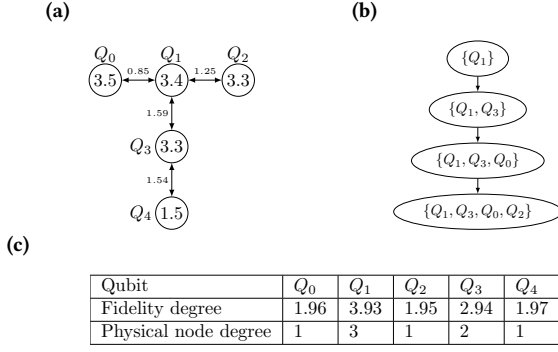 (a)
(b)
Q0 Q1 Q2
3.5 0.85 3.4 1.25 3.3
1.59
Q3 3.3
1.54
Q4 1.5
{Q1}
{Q1, Q3}
{Q1, Q3, Q0}
{Q1, Q3, Q0, Q2}
(c)
Qubit Q0 Q1 Q2 Q3 Q4
Fidelity degree 1.96 3.93 1.95 2.94 1.97
Physical node degree 1 3 1 2 1